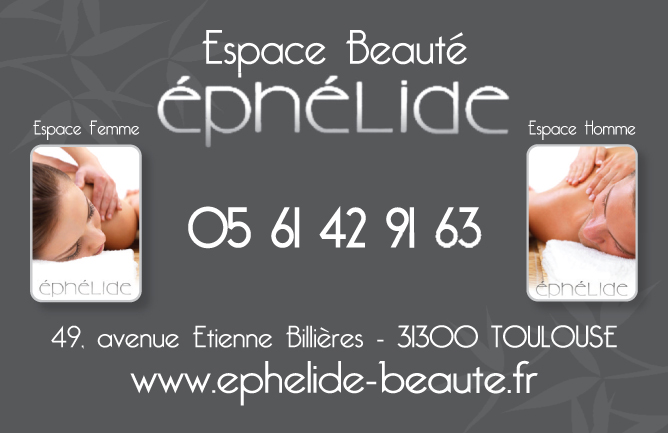 Espace Beauté
éphéLide
Espace Femme
Espace Homme
05 61 42 91 63
éphéLide
éphéLide
49, avenue Etienne Billières - 31300 TOULOUSE
www.ephelide-beaute.fr